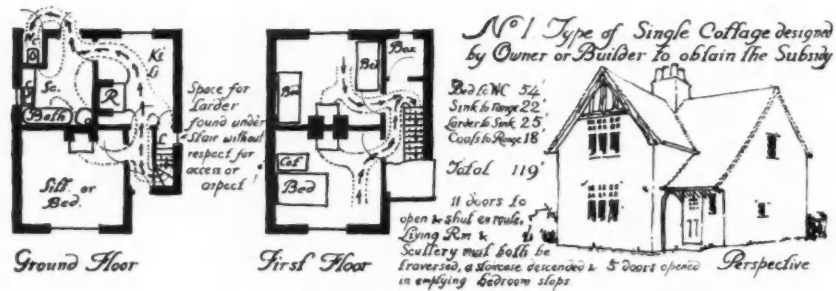 No 1 Type of Single Cottage designed
by Owner or Builder to obtain the Subsidy
W.C.
Sc.
Bath
R
L
Sitt. or
Bed.
Space for
Larder
found under
Stair without
respect for
access or
aspect!
Ground Floor
Bed
Box
Cot
Bed
First Floor
Bed to WC 54'
Sink to Range 22'
Larder to Sink 25'
Coals to Range 18'
Total 119'
11 doors to
open & shut en route,
Living Rm &
Scullery must both be
traversed, a staircase descended & 5 doors opened
in emptying bedroom slops
Perspective